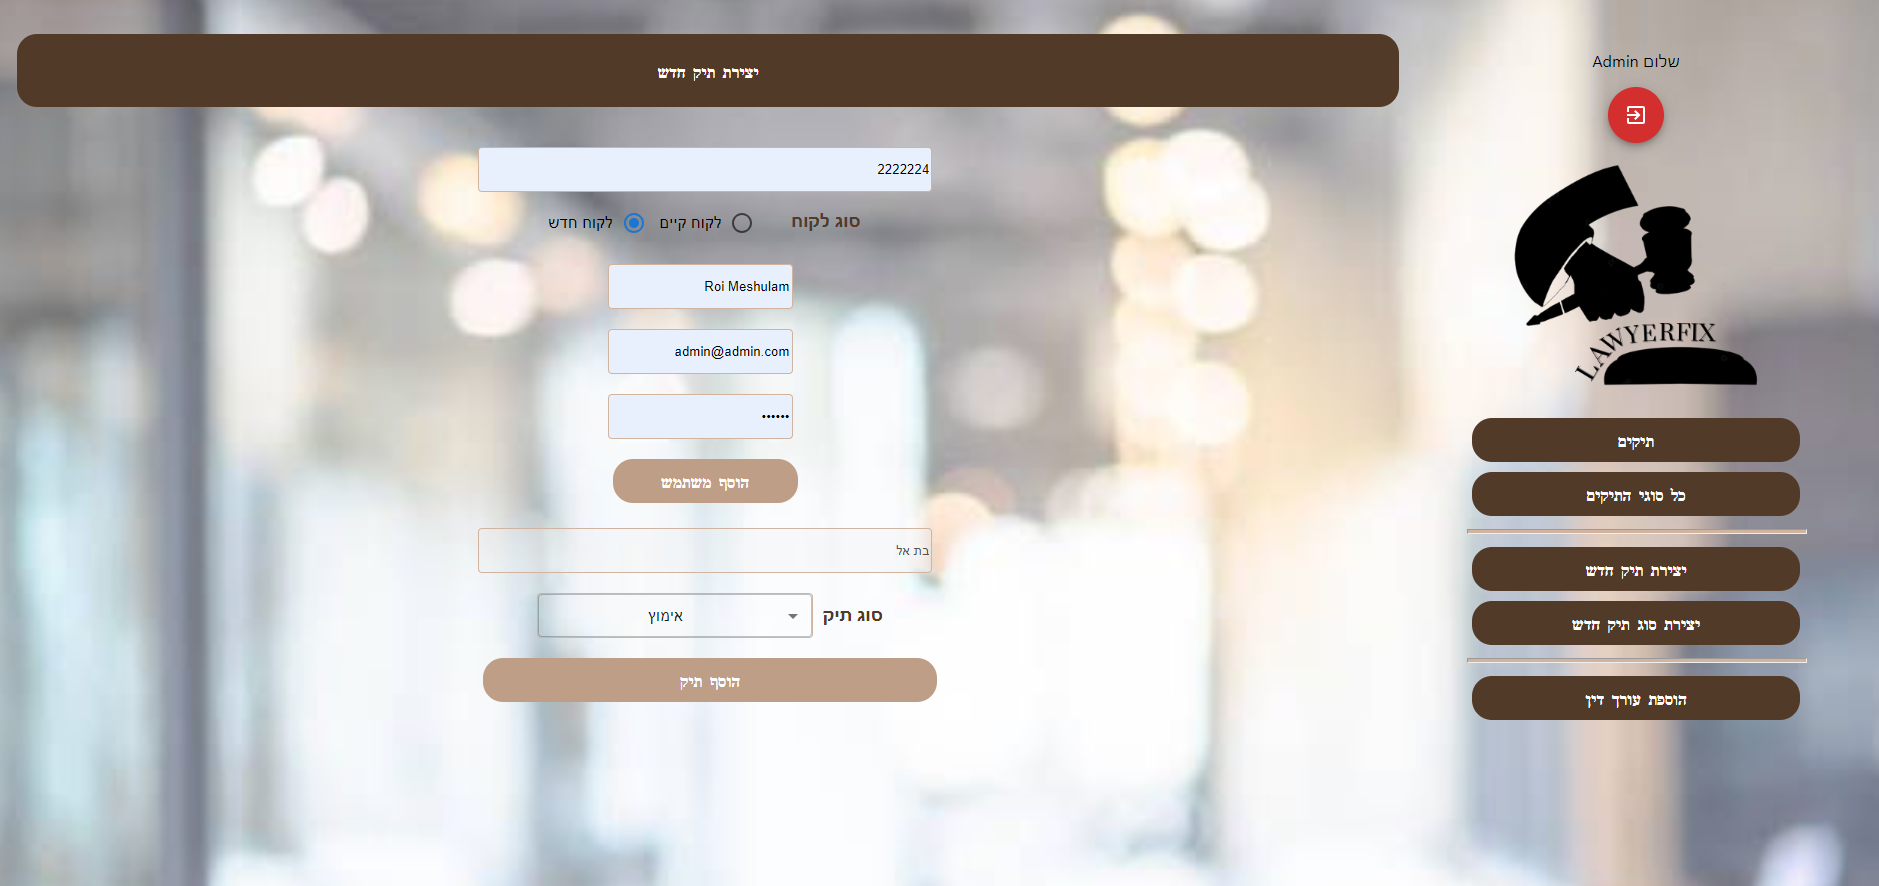 יצירת תיק חדש
2222224
סוג לקוח
לקוח קיים
לקוח חדש
Roi Meshulam
admin@admin.com
••••••
הוסף משתמש
בת אל
סוג תיק
אימוץ
הוסף תיק
שלום Admin
LAWYERFIX
תיקים
כל סוגי התיקים
יצירת תיק חדש
יצירת סוג תיק חדש
הוספת עורך דין